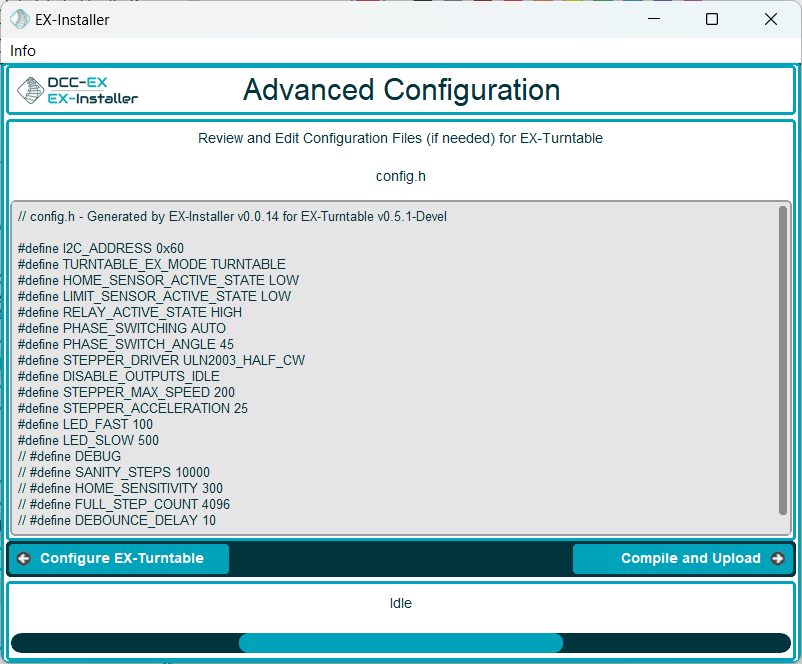 EX-Installer
Info
DCC-EX
EX-Installer
Advanced Configuration
Review and Edit Configuration Files (if needed) for EX-Turntable
config.h
// config.h - Generated by EX-Installer v0.0.14 for EX-Turntable v0.5.1-Devel
#define I2C_ADDRESS 0x60
#define TURNTABLE_EX_MODE TURNTABLE
#define HOME_SENSOR_ACTIVE_STATE LOW
#define LIMIT_SENSOR_ACTIVE_STATE LOW
#define RELAY_ACTIVE_STATE HIGH
#define PHASE_SWITCHING AUTO
#define PHASE_SWITCH_ANGLE 45
#define STEPPER_DRIVER ULN2003_HALF_CW
#define DISABLE_OUTPUTS_IDLE
#define STEPPER_MAX_SPEED 200
#define STEPPER_ACCELERATION 25
#define LED_FAST 100
#define LED_SLOW 500
// #define DEBUG
// #define SANITY_STEPS 10000
// #define HOME_SENSITIVITY 300
// #define FULL_STEP_COUNT 4096
// #define DEBOUNCE_DELAY 10
Configure EX-Turntable
Compile and Upload
Idle